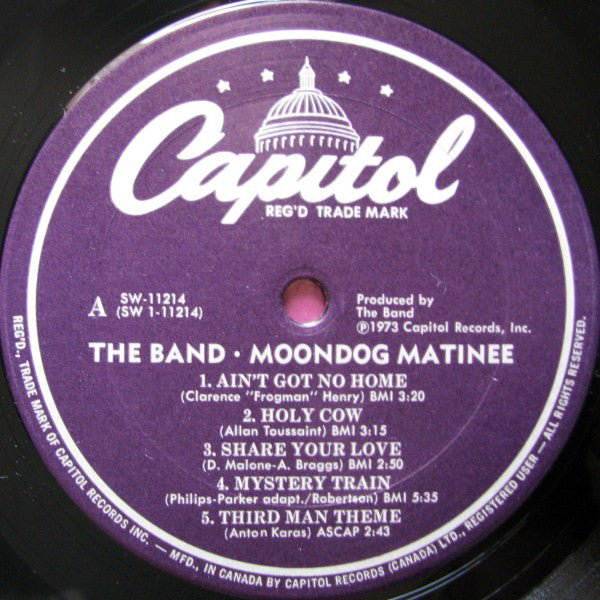 Capitol
REG'D TRADE MARK
A
SW-11214
(SW 1-11214)
Produced by
The Band
Ⓟ1973 Capitol Records, Inc.
THE BAND • MOONDOG MATINEE
1. AIN'T GOT NO HOME
(Clarence "Frogman" Henry) BMI 3:20
2. HOLY COW
(Allan Toussaint) BMI 3:15
3. SHARE YOUR LOVE
(D. Malone-A. Braggs) BMI 2:50
4. MYSTERY TRAIN
(Philips-Parker adapt./Robertson) BMI 5:35
5. THIRD MAN THEME
(Anton Karas) ASCAP 2:43
REG'D., TRADE MARK OF CAPITOL RECORDS INC. — MFD. IN CANADA BY CAPITOL RECORDS (CANADA) LTD., REGISTERED USER — ALL RIGHTS RESERVED.